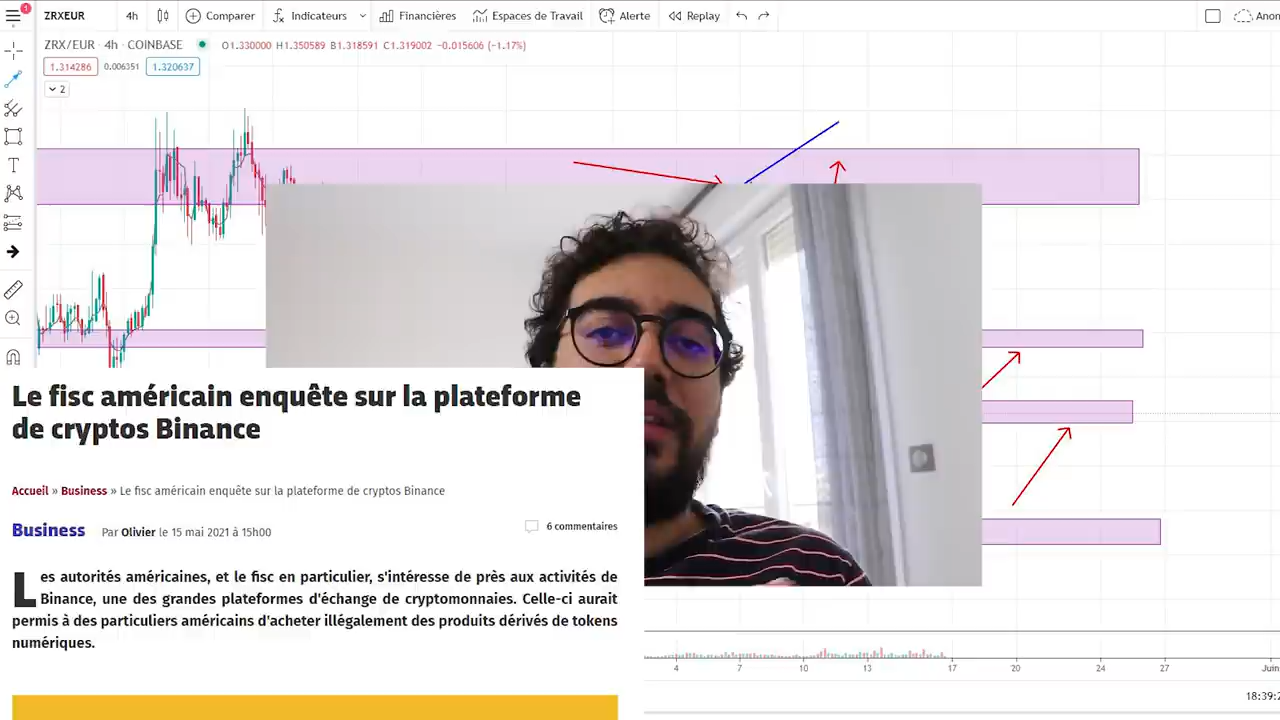 1
ZRXEUR
4h
Comparer
Indicateurs
Financières
Espaces de Travail
Alerte
Replay
ZRX/EUR · 4h · COINBASE
O1.330000 H1.350589 B1.318591 C1.319002 -0.015606 (-1.17%)
1.314286
0.006351
1.320637
2
Le fisc américain enquête sur la plateforme
de cryptos Binance
Accueil » Business » Le fisc américain enquête sur la plateforme de cryptos Binance
Business
Par Olivier le 15 mai 2021 à 15h00
6 commentaires
Les autorités américaines, et le fisc en particulier, s'intéresse de près aux activités de
Binance, une des grandes plateformes d'échange de cryptomonnaies. Celle-ci aurait
permis à des particuliers américains d'acheter illégalement des produits dérivés de tokens
numériques.
4 7 10 13 17 20 24 27